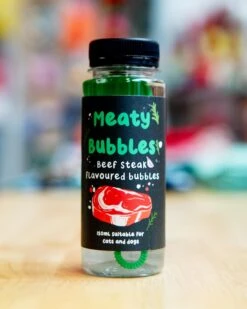 Meaty
Bubbles
Beef Steak
flavoured bubbles
150ml suitable for
cats and dogs